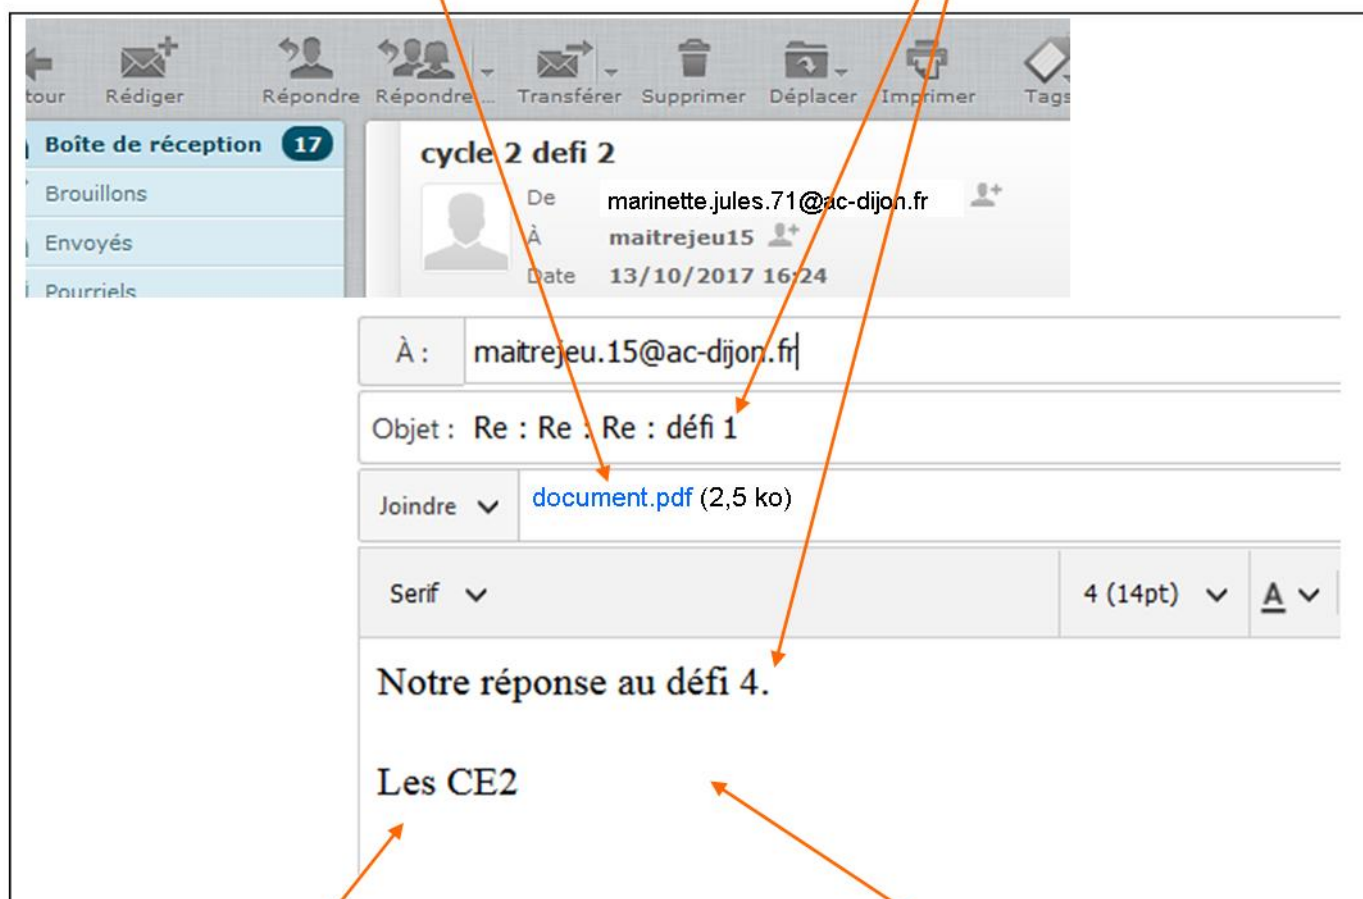 tour Rédiger Répondre Répondre ... Transférer Supprimer Déplacer Imprimer Tags
Boîte de réception 17
Brouillons
Envoyés
Pourriels
cycle 2 defi 2
De marinette.jules.71@ac-dijon.fr
À maitrejeu15
Date 13/10/2017 16:24
À : maitrejeu.15@ac-dijon.fr
Objet : Re : Re : Re : défi 1
Joindre document.pdf (2,5 ko)
Serif 4 (14pt) A
Notre réponse au défi 4.
Les CE2